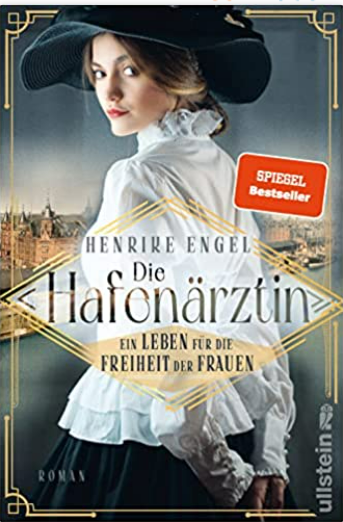 SPIEGEL
Bestseller
HENRIKE ENGEL
Die
Hafenärztin
EIN LEBEN FÜR DIE
FREIHEIT DER FRAUEN
ROMAN
ullstein